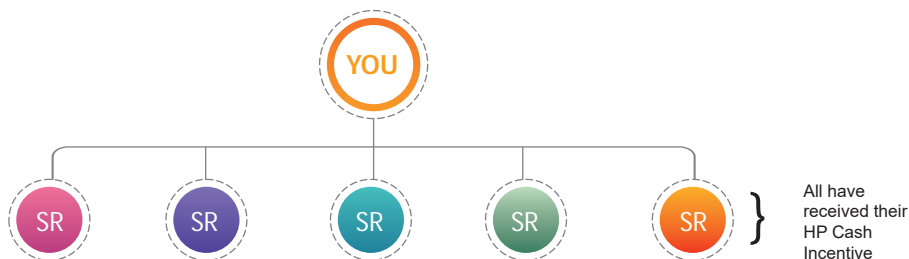 YOU
SR
SR
SR
SR
SR
}
All have
received their
HP Cash
Incentive